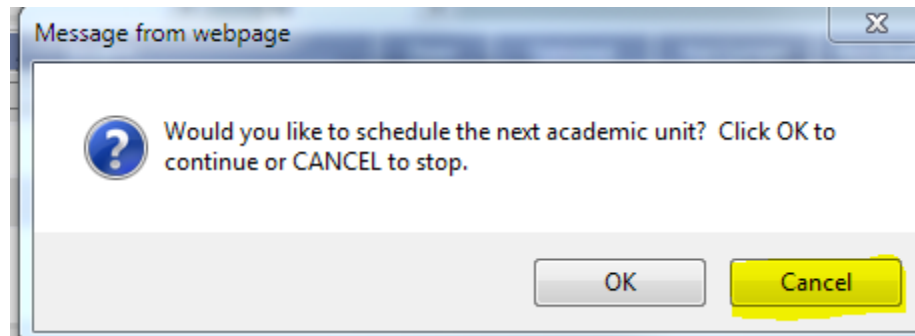 Message from webpage
Would you like to schedule the next academic unit?  Click OK to
continue or CANCEL to stop.
OK
Cancel